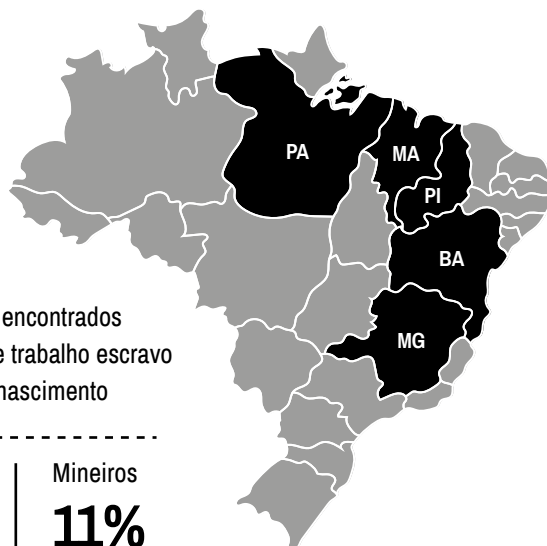 PA
MA
PI
BA
MG
encontrados
e trabalho escravo
nascimento
Mineiros
11%